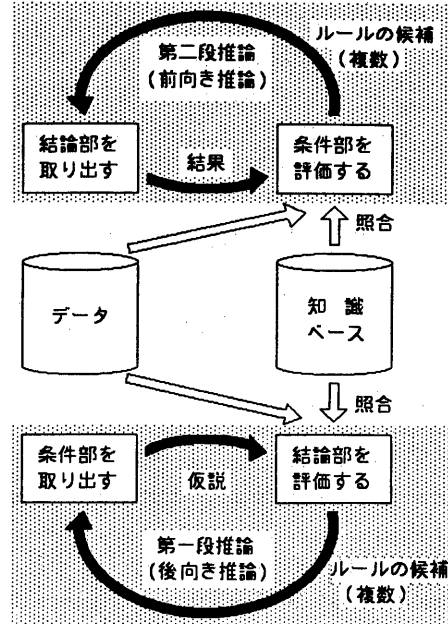 第二段推論
(前向き推論)
ルールの候補
(複数)
結論部を
取り出す
結果
条件部を
評価する
照合
データ
知 識
ベース
照合
条件部を
取り出す
仮説
結論部を
評価する
第一段推論
(後向き推論)
ルールの候補
(複数)